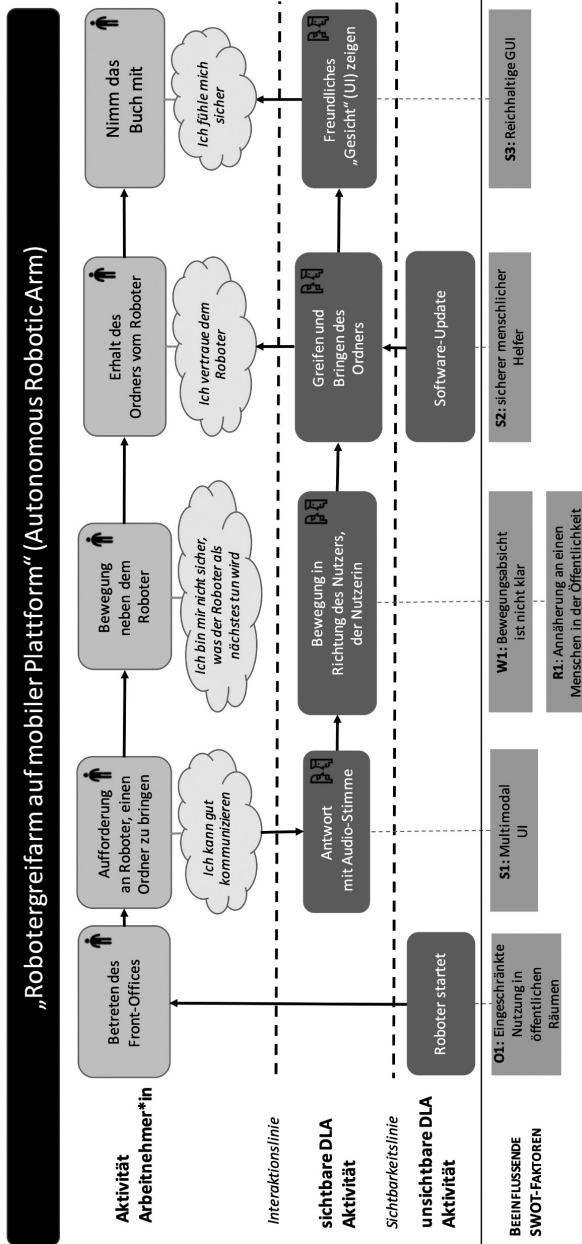 „Robotergreifarm auf mobiler Plattform“ (Autonomous Robotic Arm)
Aktivität
Arbeitnehmer*in
Betreten des
Front-Offices
Aufforderung
an Roboter, einen
Ordner zu bringen
Bewegung
neben dem
Roboter
Erhalt des
Ordners vom Roboter
Nimm das
Buch mit
Ich kann gut
kommunizieren
Ich bin mir nicht sicher,
was der Roboter als
nächstes tun wird
Ich vertraue dem
Roboter
Ich fühle mich
sicher
Interaktionslinie
sichtbare DLA
Aktivität
Antwort
mit Audio-Stimme
Bewegung in
Richtung des Nutzers,
der Nutzerin
Greifen und
Bringen des
Ordners
Freundliches
„Gesicht“ (UI) zeigen
Sichtbarkeitslinie
unsichtbare DLA
Aktivität
Roboter startet
Software-Update
BEEINFLUSSENDE
SWOT-FAKTOREN
O1: Eingeschränkte
Nutzung in
öffentlichen
Räumen
S1: Multimodal
UI
W1: Bewegungsabsicht
ist nicht klar
R1: Annäherung an einen
Menschen in der Öffentlichkeit
S2: sicherer menschlicher
Helfer
S3: Reichhaltige GUI